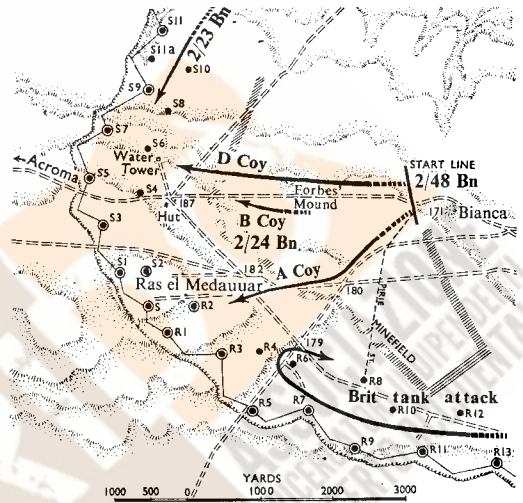 S11
2/23 Bn
S11a
S10
S9
S8
S7
S6
Water
Tower
Acroma
D Coy
START LINE
2/48 Bn
S5
S4
187
Hut
Forbes'
Mound
B Coy
2/24 Bn
171
Bianca
S3
S1
S2
182
A Coy
180
Ras el Medauuar
S
R2
PIRIE ST
MINEFIELD
R1
R3
R4
179
R6
R8
Brit tank attack
R10
R12
R5
R7
R9
R11
R13
YARDS
1000 500 0 1000 2000 3000